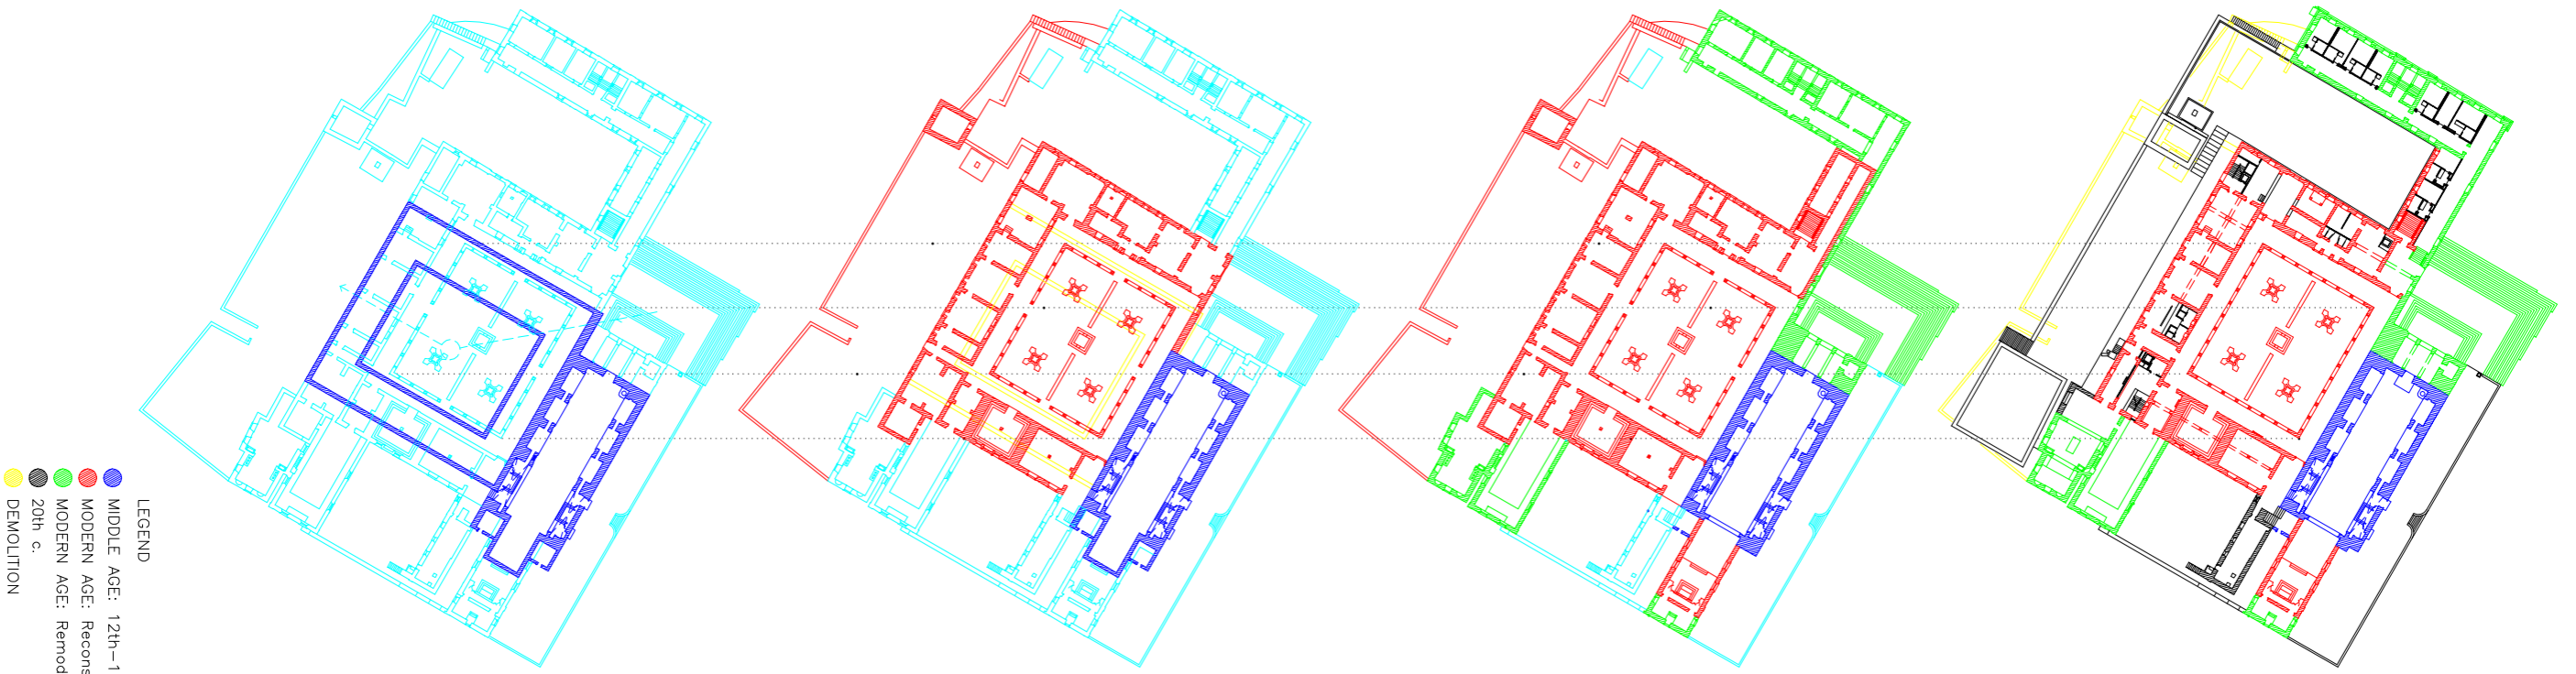 LEGEND
MIDDLE AGE: 12th-1
MODERN AGE: Recons
MODERN AGE: Remod
20th c.
DEMOLITION